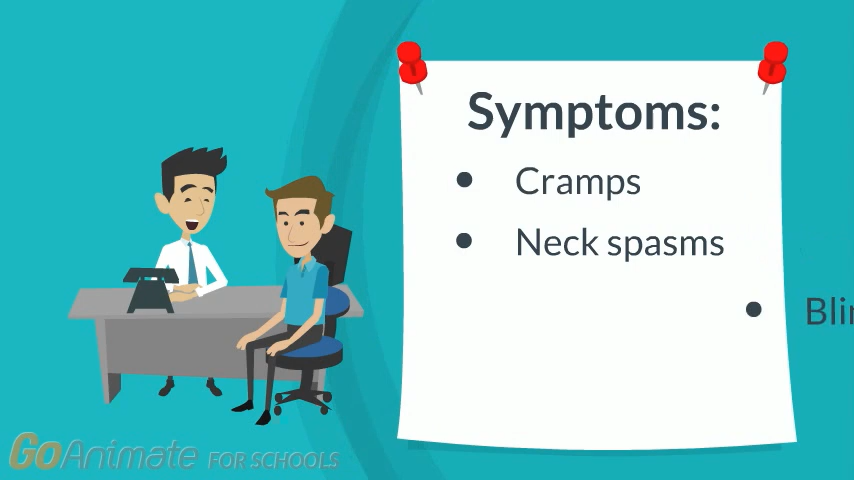 Symptoms:
• Cramps
• Neck spasms
•
GoAnimate FOR SCHOOLS